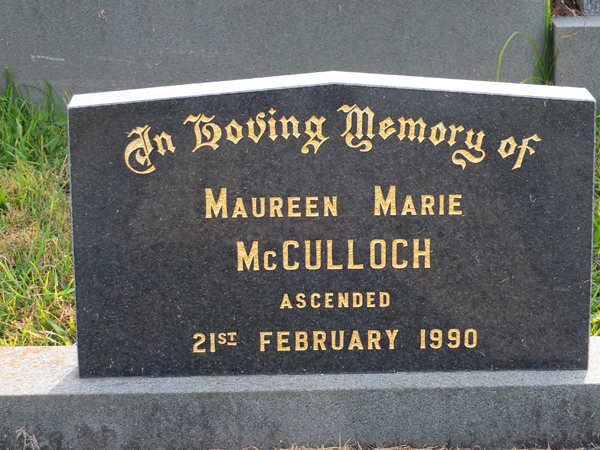 In Loving Memory of
Maureen Marie
McCulloch
ASCENDED
21ST FEBRUARY 1990